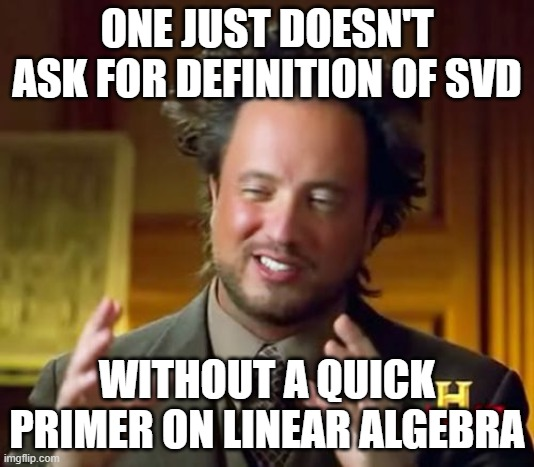 ONE JUST DOESN'T
ASK FOR DEFINITION OF SVD
WITHOUT A QUICK
H
PRIMER ON LINEAR ALGEBRA
imgflip.com